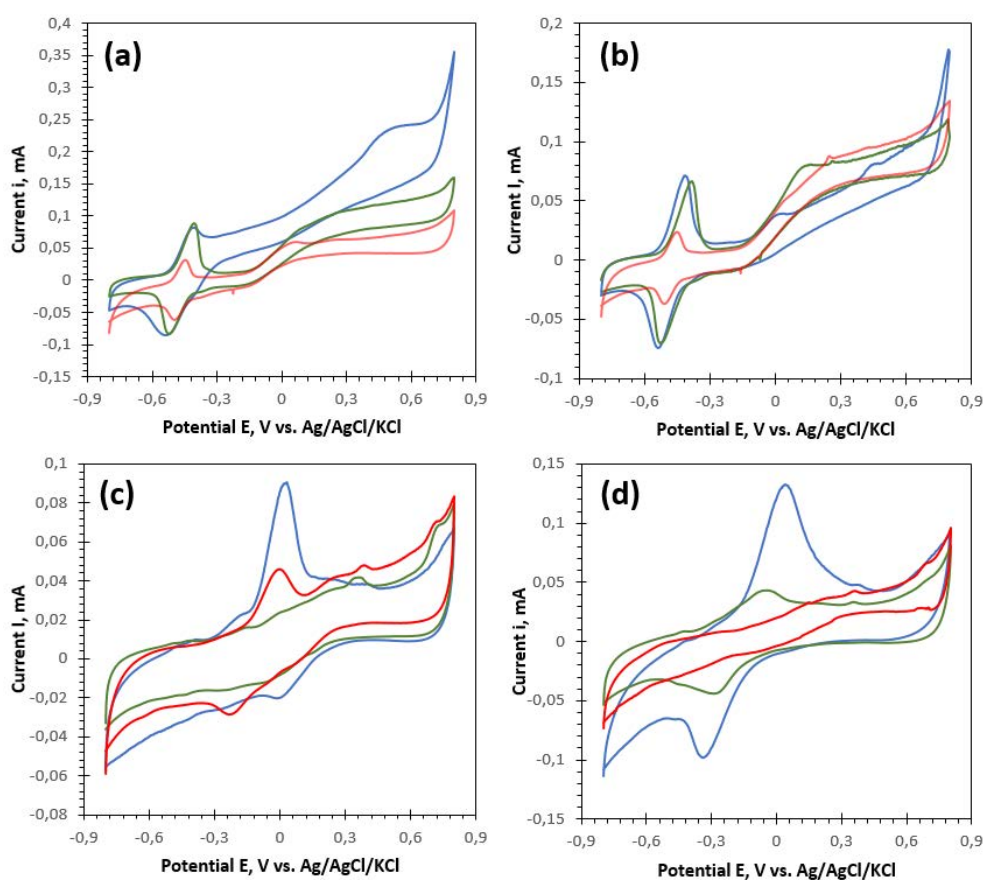 (a)
0,4
0,35
0,3
0,25
0,2
0,15
0,1
0,05
0
-0,05
-0,1
-0,15
Current i, mA
-0,9 -0,6 -0,3 0 0,3 0,6 0,9
Potential E, V vs. Ag/AgCl/KCl
(b)
0,2
0,15
0,1
0,05
0
-0,05
-0,1
Current I, mA
-0,9 -0,6 -0,3 0 0,3 0,6 0,9
Potential E, V vs. Ag/AgCl/KCl
(c)
0,1
0,08
0,06
0,04
0,02
0
-0,02
-0,04
-0,06
-0,08
Current I, mA
-0,9 -0,6 -0,3 0 0,3 0,6 0,9
Potential E, V vs. Ag/AgCl/KCl
(d)
0,15
0,1
0,05
0
-0,05
-0,1
-0,15
Current i, mA
-0,9 -0,6 -0,3 0 0,3 0,6 0,9
Potential E, V vs. Ag/AgCl/KCl